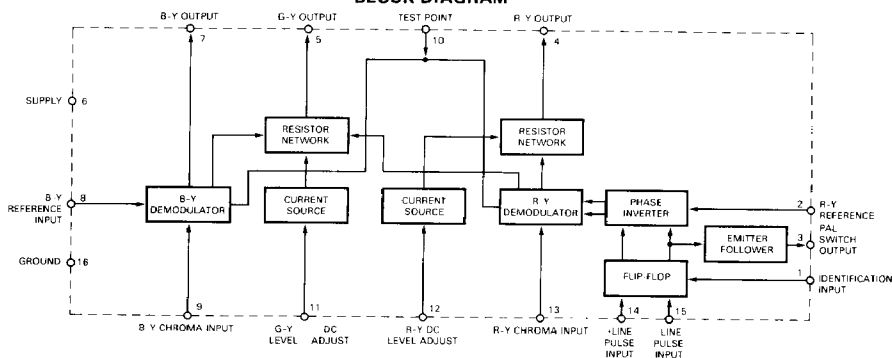 BLOCK DIAGRAM
B-Y OUTPUT
G-Y OUTPUT
TEST POINT
R Y OUTPUT
7
5
10
4
SUPPLY
6
RESISTOR
NETWORK
RESISTOR
NETWORK
B-Y
REFERENCE
INPUT
8
B-Y
DEMODULATOR
CURRENT
SOURCE
CURRENT
SOURCE
R Y
DEMODULATOR
PHASE
INVERTER
2
R-Y
REFERENCE
EMITTER
FOLLOWER
3
PAL
SWITCH
OUTPUT
GROUND
16
FLIP-FLOP
1
IDENTIFICATION
INPUT
9
11
12
13
14
15
B Y CHROMA INPUT
G-Y DC
LEVEL ADJUST
R-Y DC
LEVEL ADJUST
R-Y CHROMA INPUT
LINE
PULSE
INPUT
LINE
PULSE
INPUT